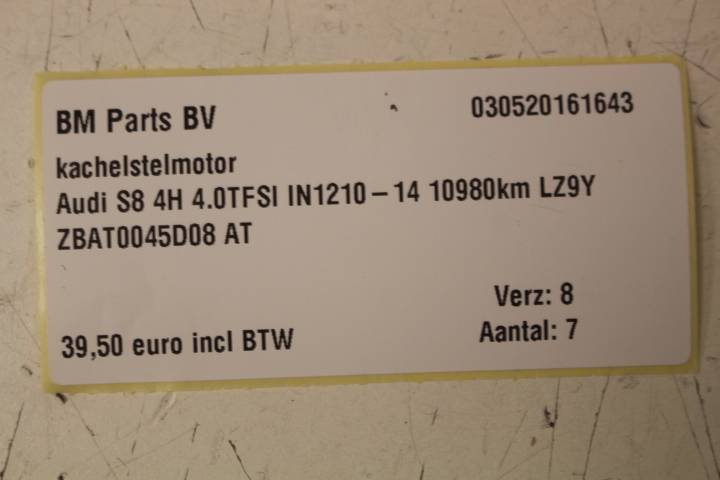 BM Parts BV 030520161643
kachelstelmotor
Audi S8 4H 4.0TFSI IN1210-14 10980km LZ9Y
ZBAT0045D08 AT
Verz: 8
39,50 euro incl BTW Aantal: 7